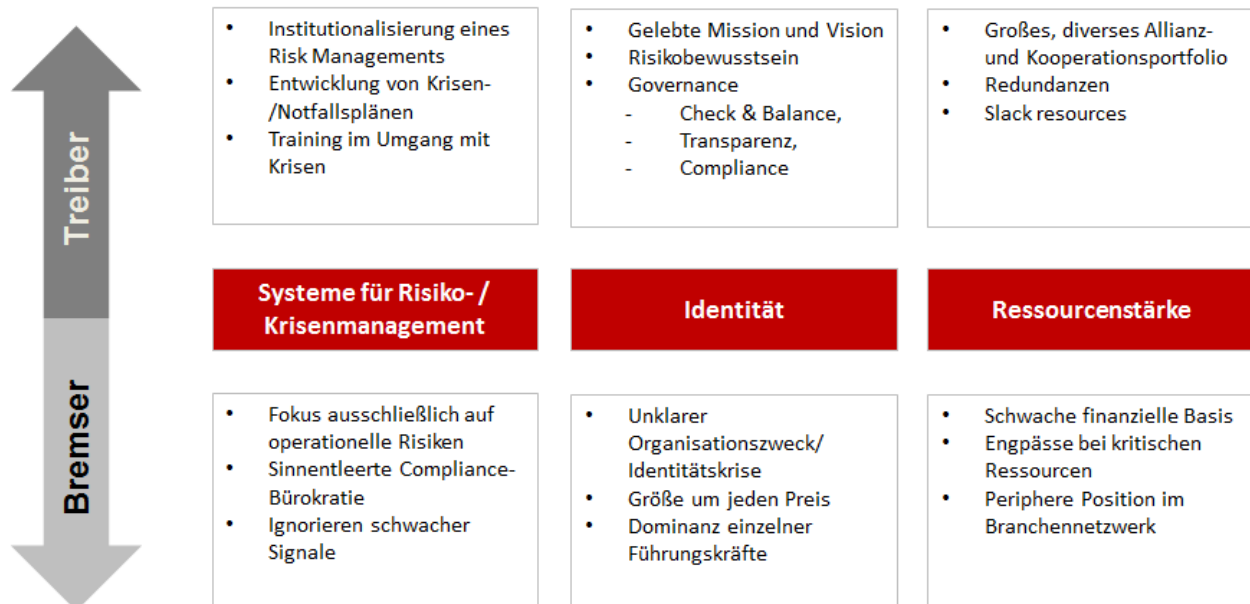 Treiber
• Institutionalisierung eines
Risk Managements
• Entwicklung von Krisen-
/Notfallsplänen
• Training im Umgang mit
Krisen
• Gelebte Mission und Vision
• Risikobewusstsein
• Governance
- Check & Balance,
- Transparenz,
- Compliance
• Großes, diverses Allianz-
und Kooperationsportfolio
• Redundanzen
• Slack resources
Systeme für Risiko- /
Krisenmanagement
Identität
Ressourcenstärke
Bremser
• Fokus ausschließlich auf
operationelle Risiken
• Sinnentleerte Compliance-
Bürokratie
• Ignorieren schwacher
Signale
• Unklarer
Organisationszweck/
Identitätskrise
• Größe um jeden Preis
• Dominanz einzelner
Führungskräfte
• Schwache finanzielle Basis
• Engpässe bei kritischen
Ressourcen
• Periphere Position im
Branchennetzwerk